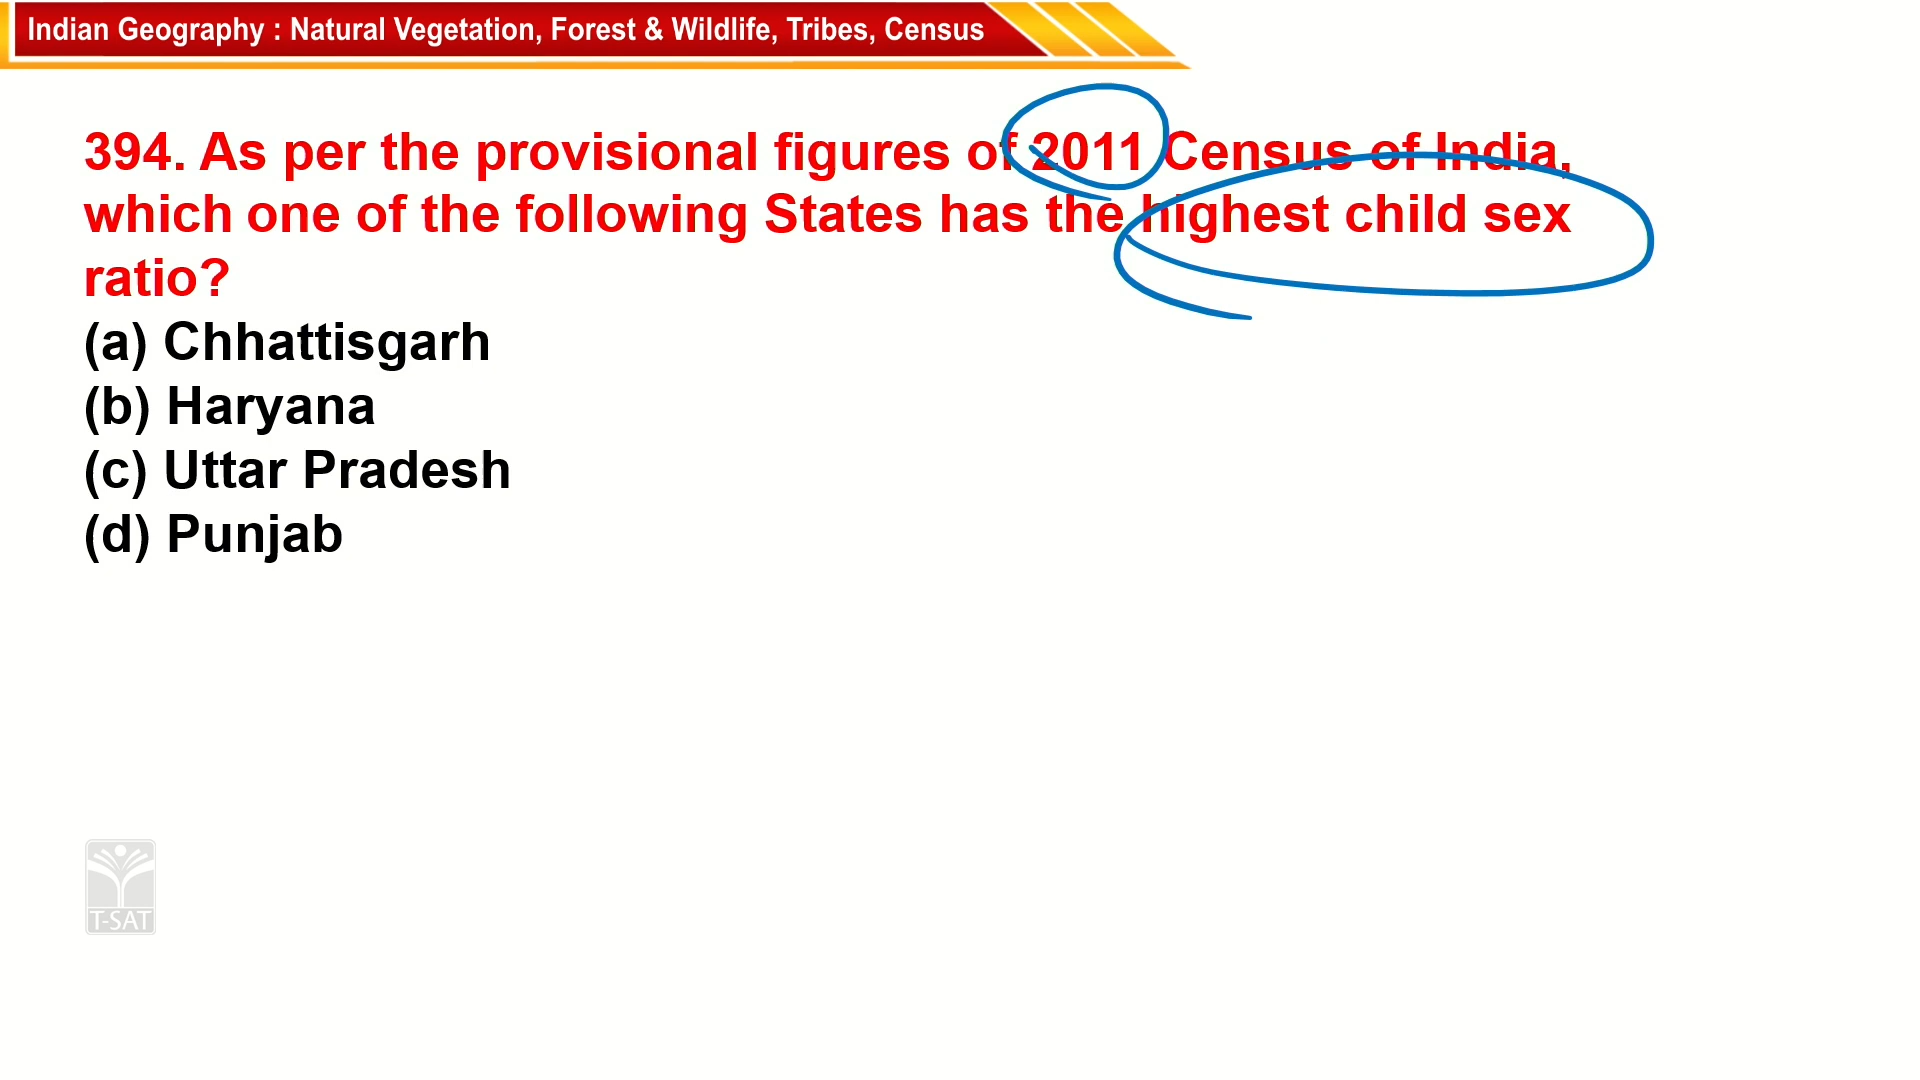 Indian Geography : Natural Vegetation, Forest & Wildlife, Tribes, Census
394. As per the provisional figures of 2011 Census of India,
which one of the following States has the highest child sex
ratio?
(a) Chhattisgarh
(b) Haryana
(c) Uttar Pradesh
(d) Punjab
T-SAT